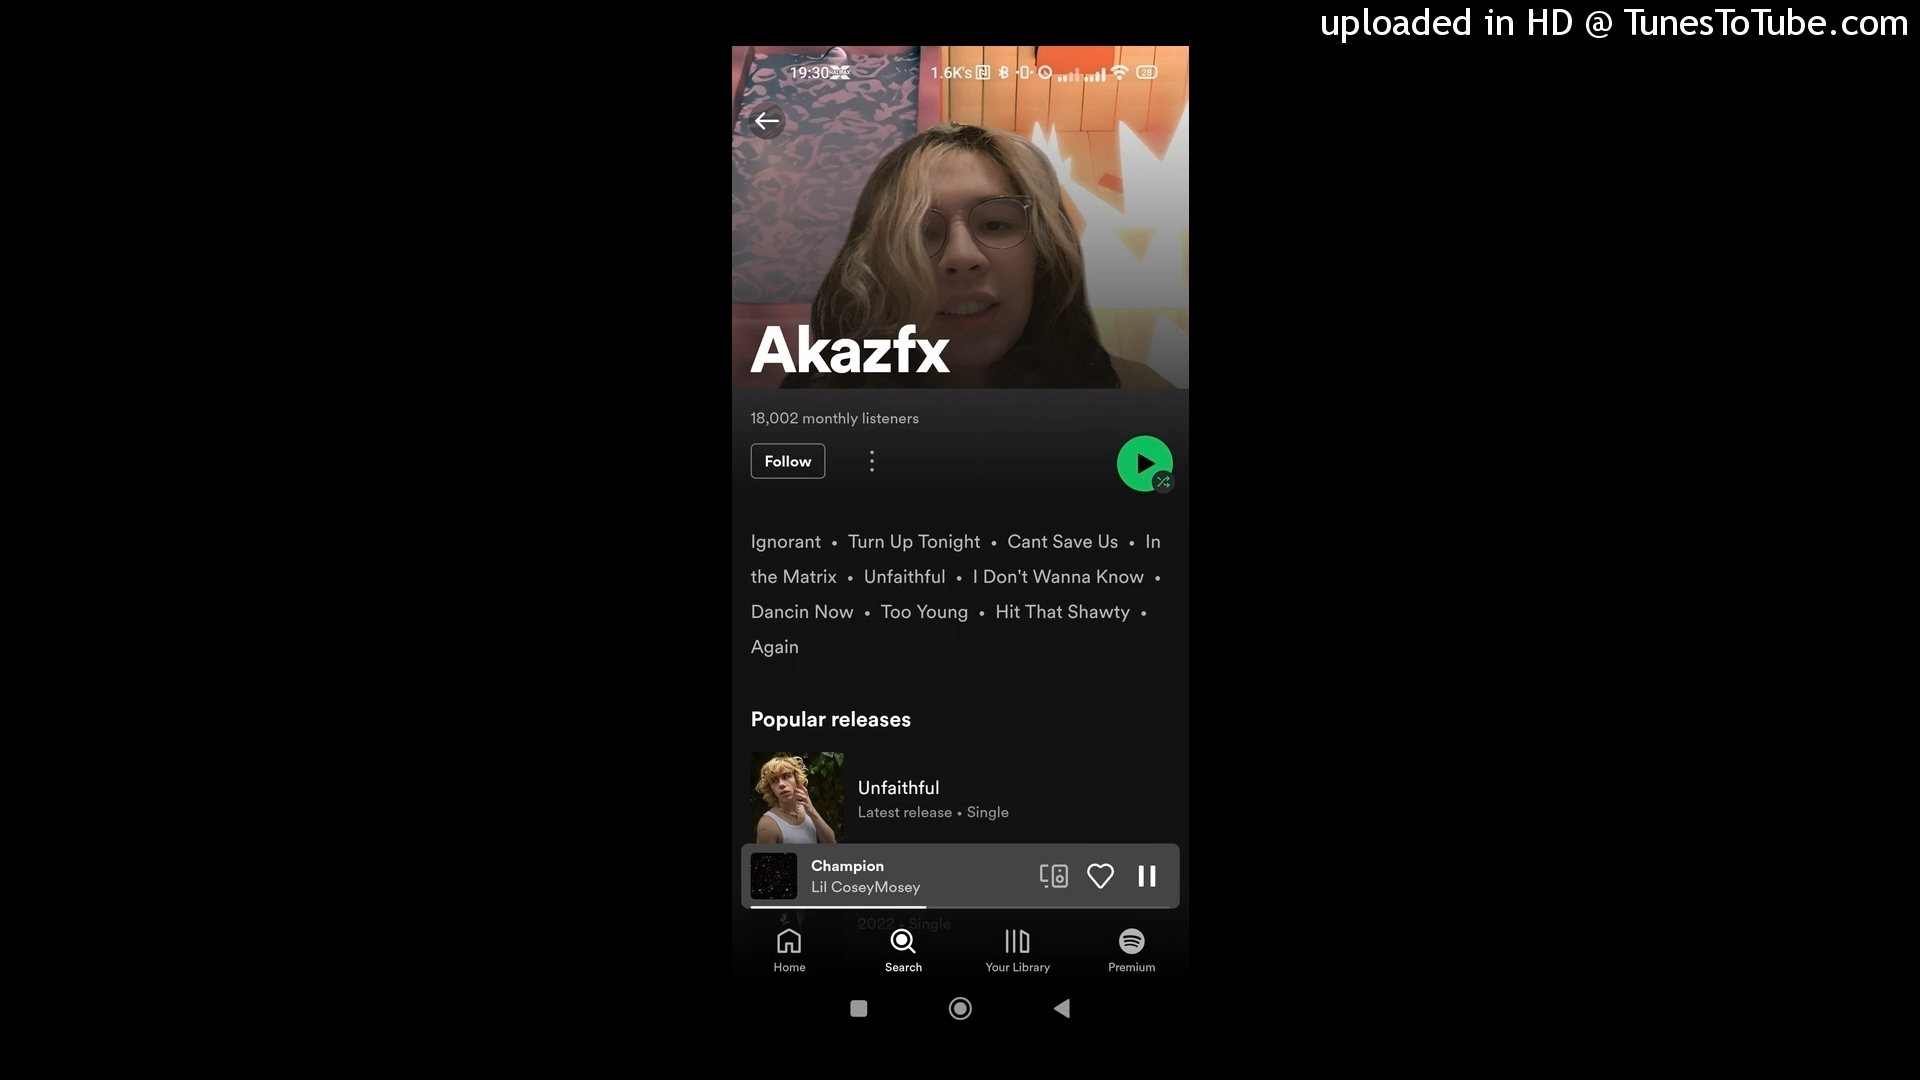 uploaded in HD @ TunesToTube.com
19:30 HALIFAX 1.6K's 28
Akazfx
18,002 monthly listeners
Follow
Ignorant • Turn Up Tonight • Cant Save Us • In
the Matrix • Unfaithful • I Don't Wanna Know •
Dancin Now • Too Young • Hit That Shawty •
Again
Popular releases
Unfaithful
Latest release • Single
Champion
Lil CoseyMosey
2022 • Single
Home Search Your Library Premium